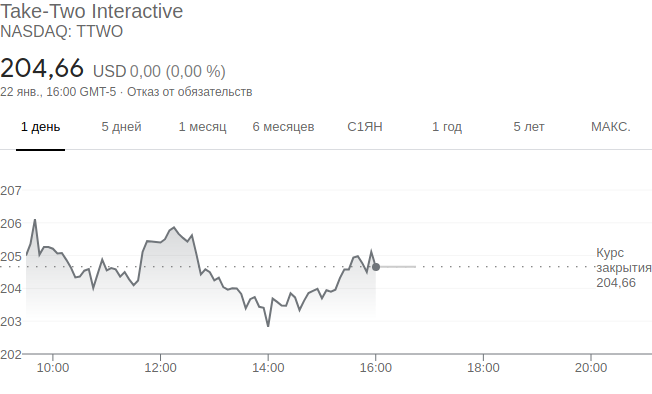 Take-Two Interactive
NASDAQ: TTWO
204,66 USD 0,00 (0,00 %)
22 янв., 16:00 GMT-5 · Отказ от обязательств
1 день 5 дней 1 месяц 6 месяцев С1ЯН 1 год 5 лет МАКС.
207
206
205
204
203
202
Курс
закрытия
204,66
10:00 12:00 14:00 16:00 18:00 20:00